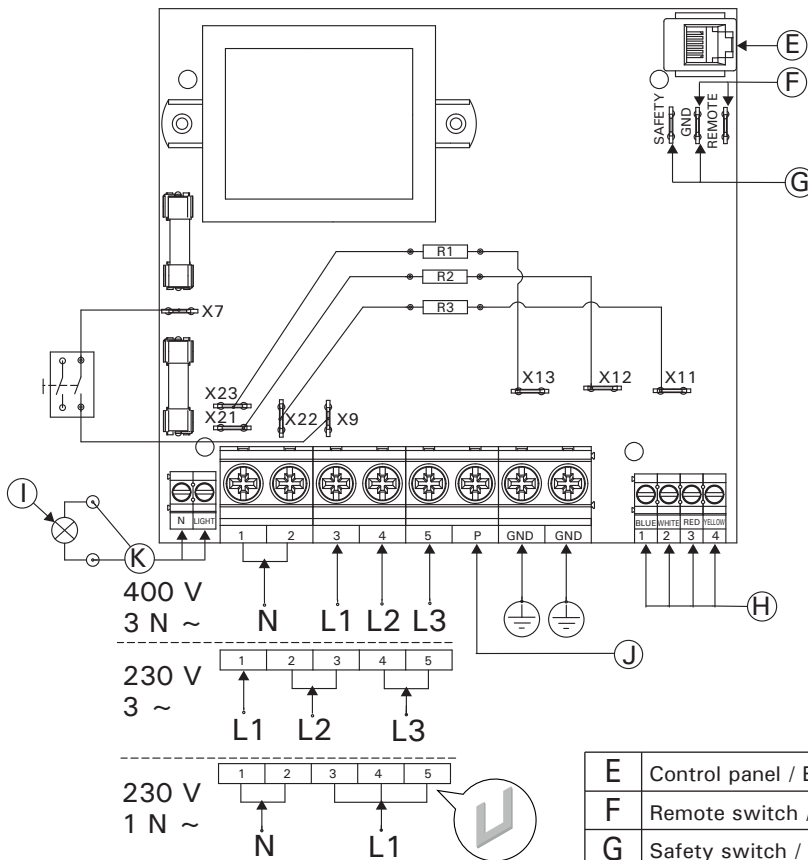 E
F
SAFETY
GND
REMOTE
G
R1
R2
R3
X7
X23
X21
X22
X9
X13
X12
X11
I
N LIGHT
K
1 2 3 4 5 P GND GND
BLUE WHITE RED YELLOW
1 2 3 4
H
J
400 V
3 N ~
N L1 L2 L3
230 V
3 ~
1 2 3 4 5
L1 L2 L3
230 V
1 N ~
1 2 3 4 5
N L1
E Control panel /
F Remote switch /
G Safety switch /